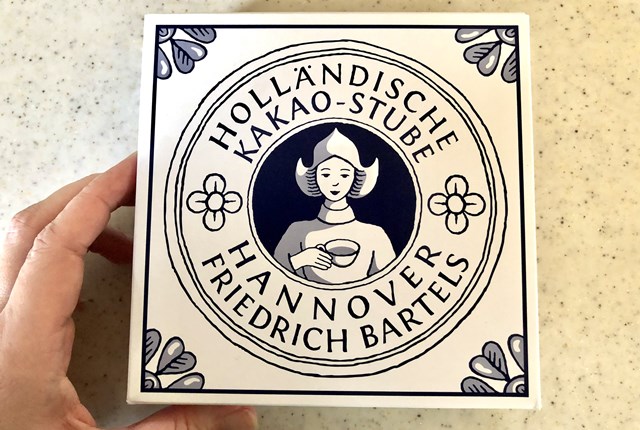 HOLLÄNDISCHE
KAKAO-STUBE
HANNOVER
FRIEDRICH BARTELS